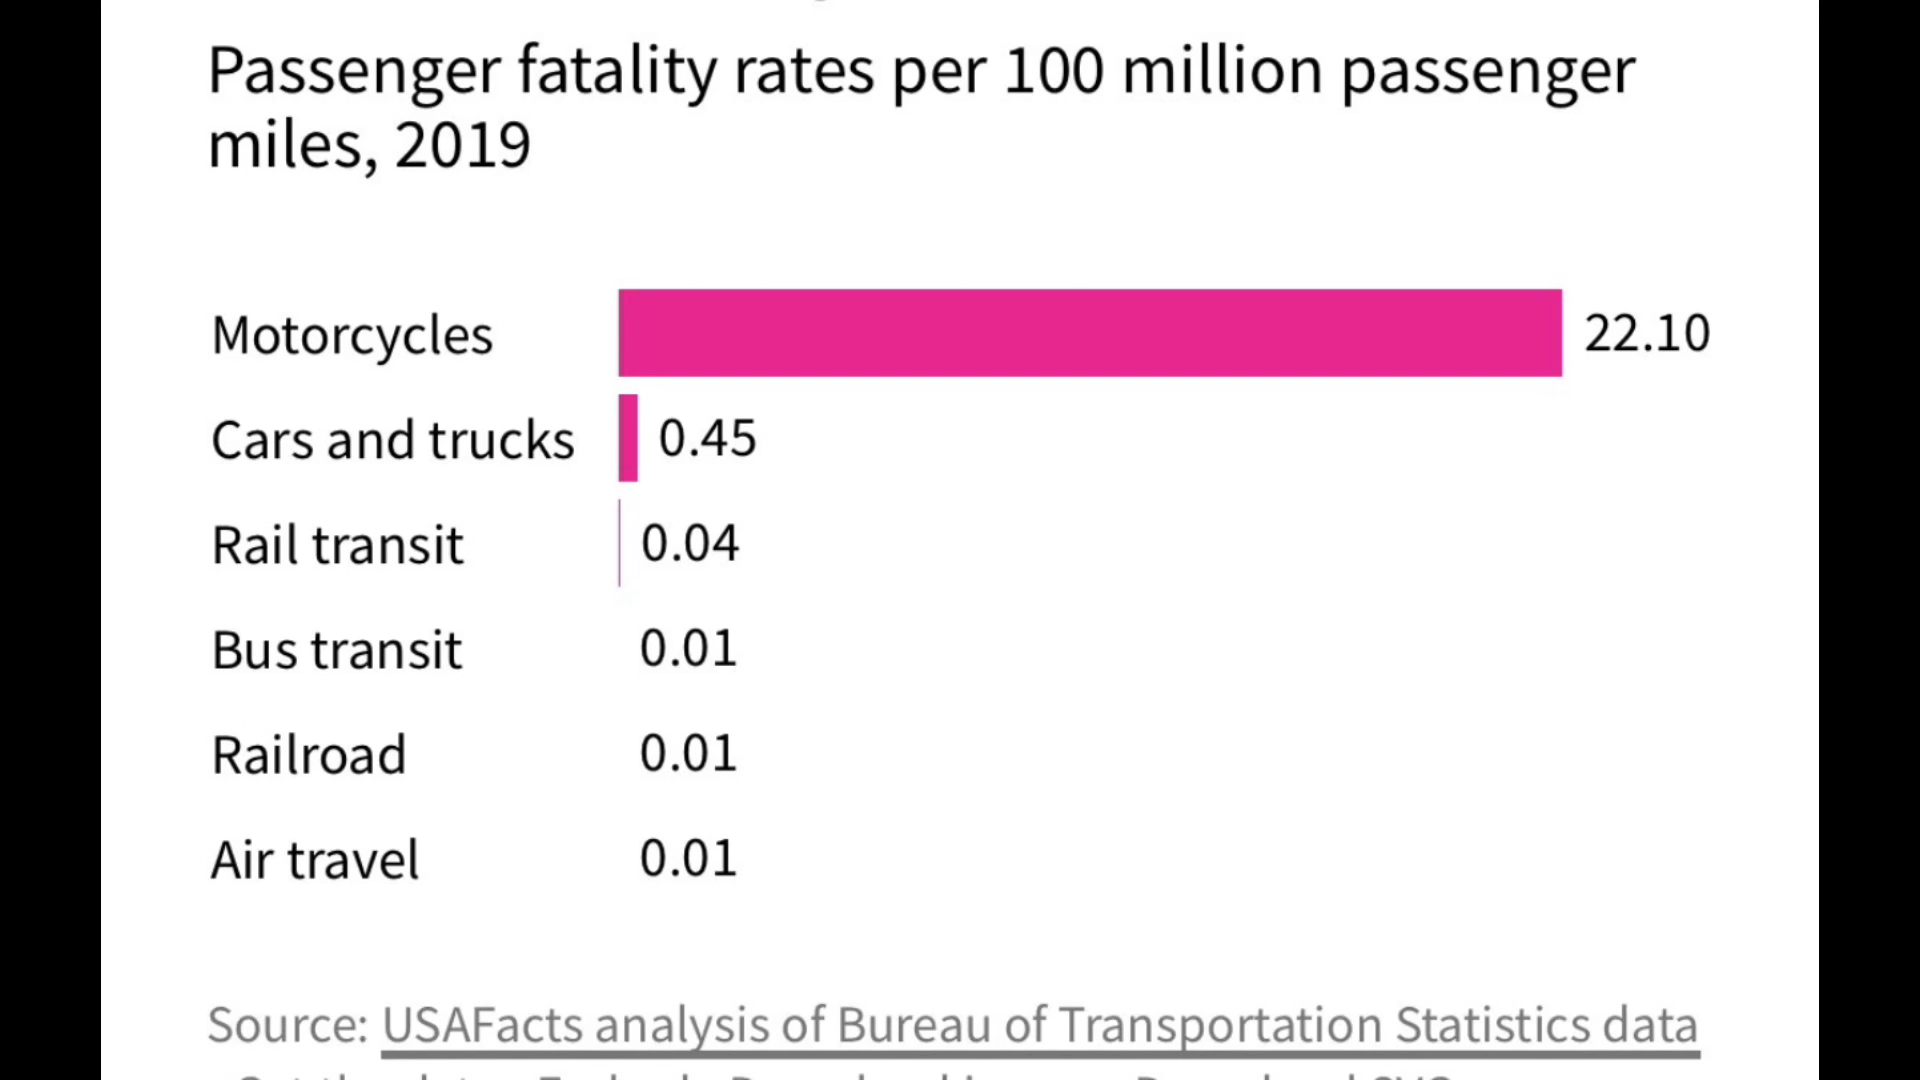 Passenger fatality rates per 100 million passenger
miles, 2019
Motorcycles 22.10
Cars and trucks 0.45
Rail transit 0.04
Bus transit 0.01
Railroad 0.01
Air travel 0.01
Source: USAFacts analysis of Bureau of Transportation Statistics data